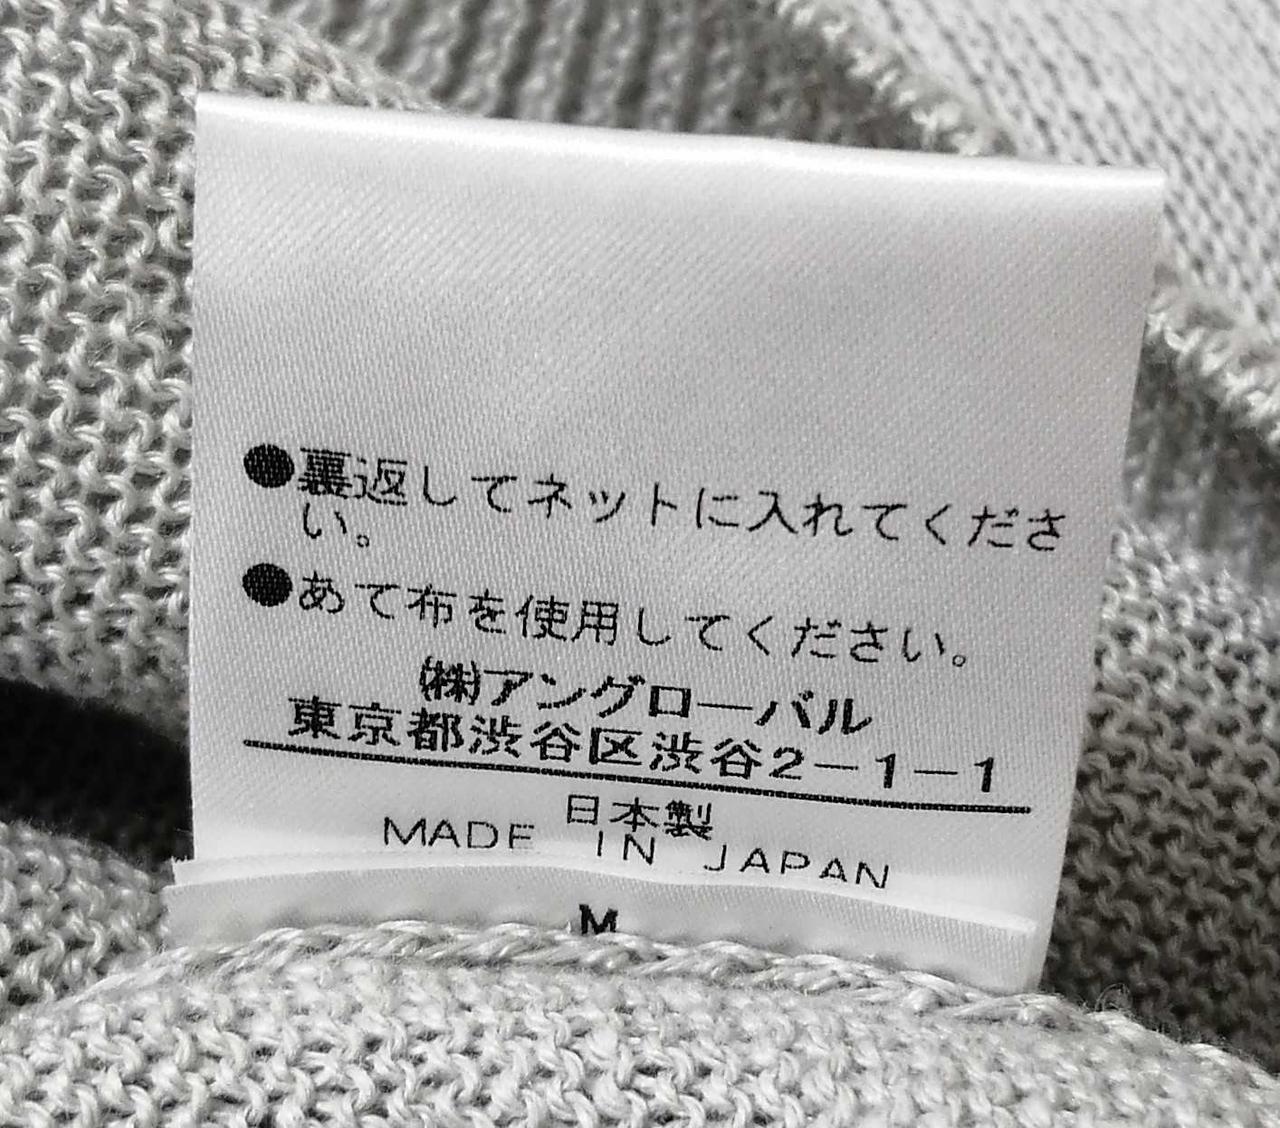 ●裏返してネットに入れてくださ
い。
●あて布を使用してください。
㈱アングローバル
東京都渋谷区渋谷2-1-1
日本製
MADE IN JAPAN
M